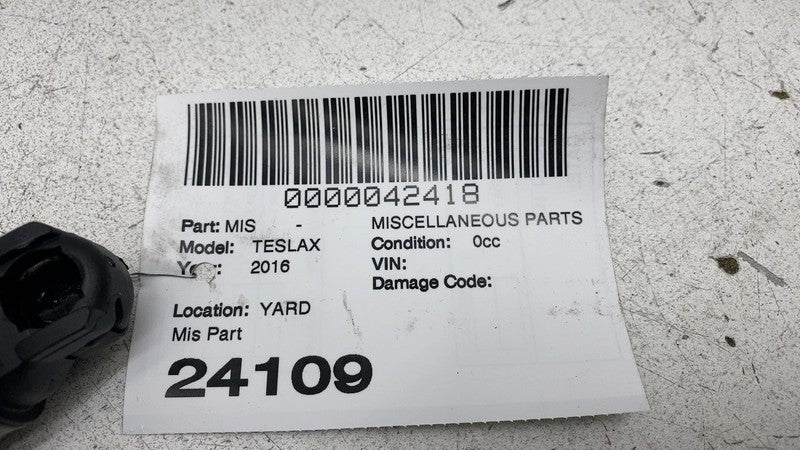 0000042418
Part: MIS - MISCELLANEOUS PARTS
Model: TESLAX Condition: 0cc
2016 VIN:
Damage Code:
Location: YARD
Mis Part
24109